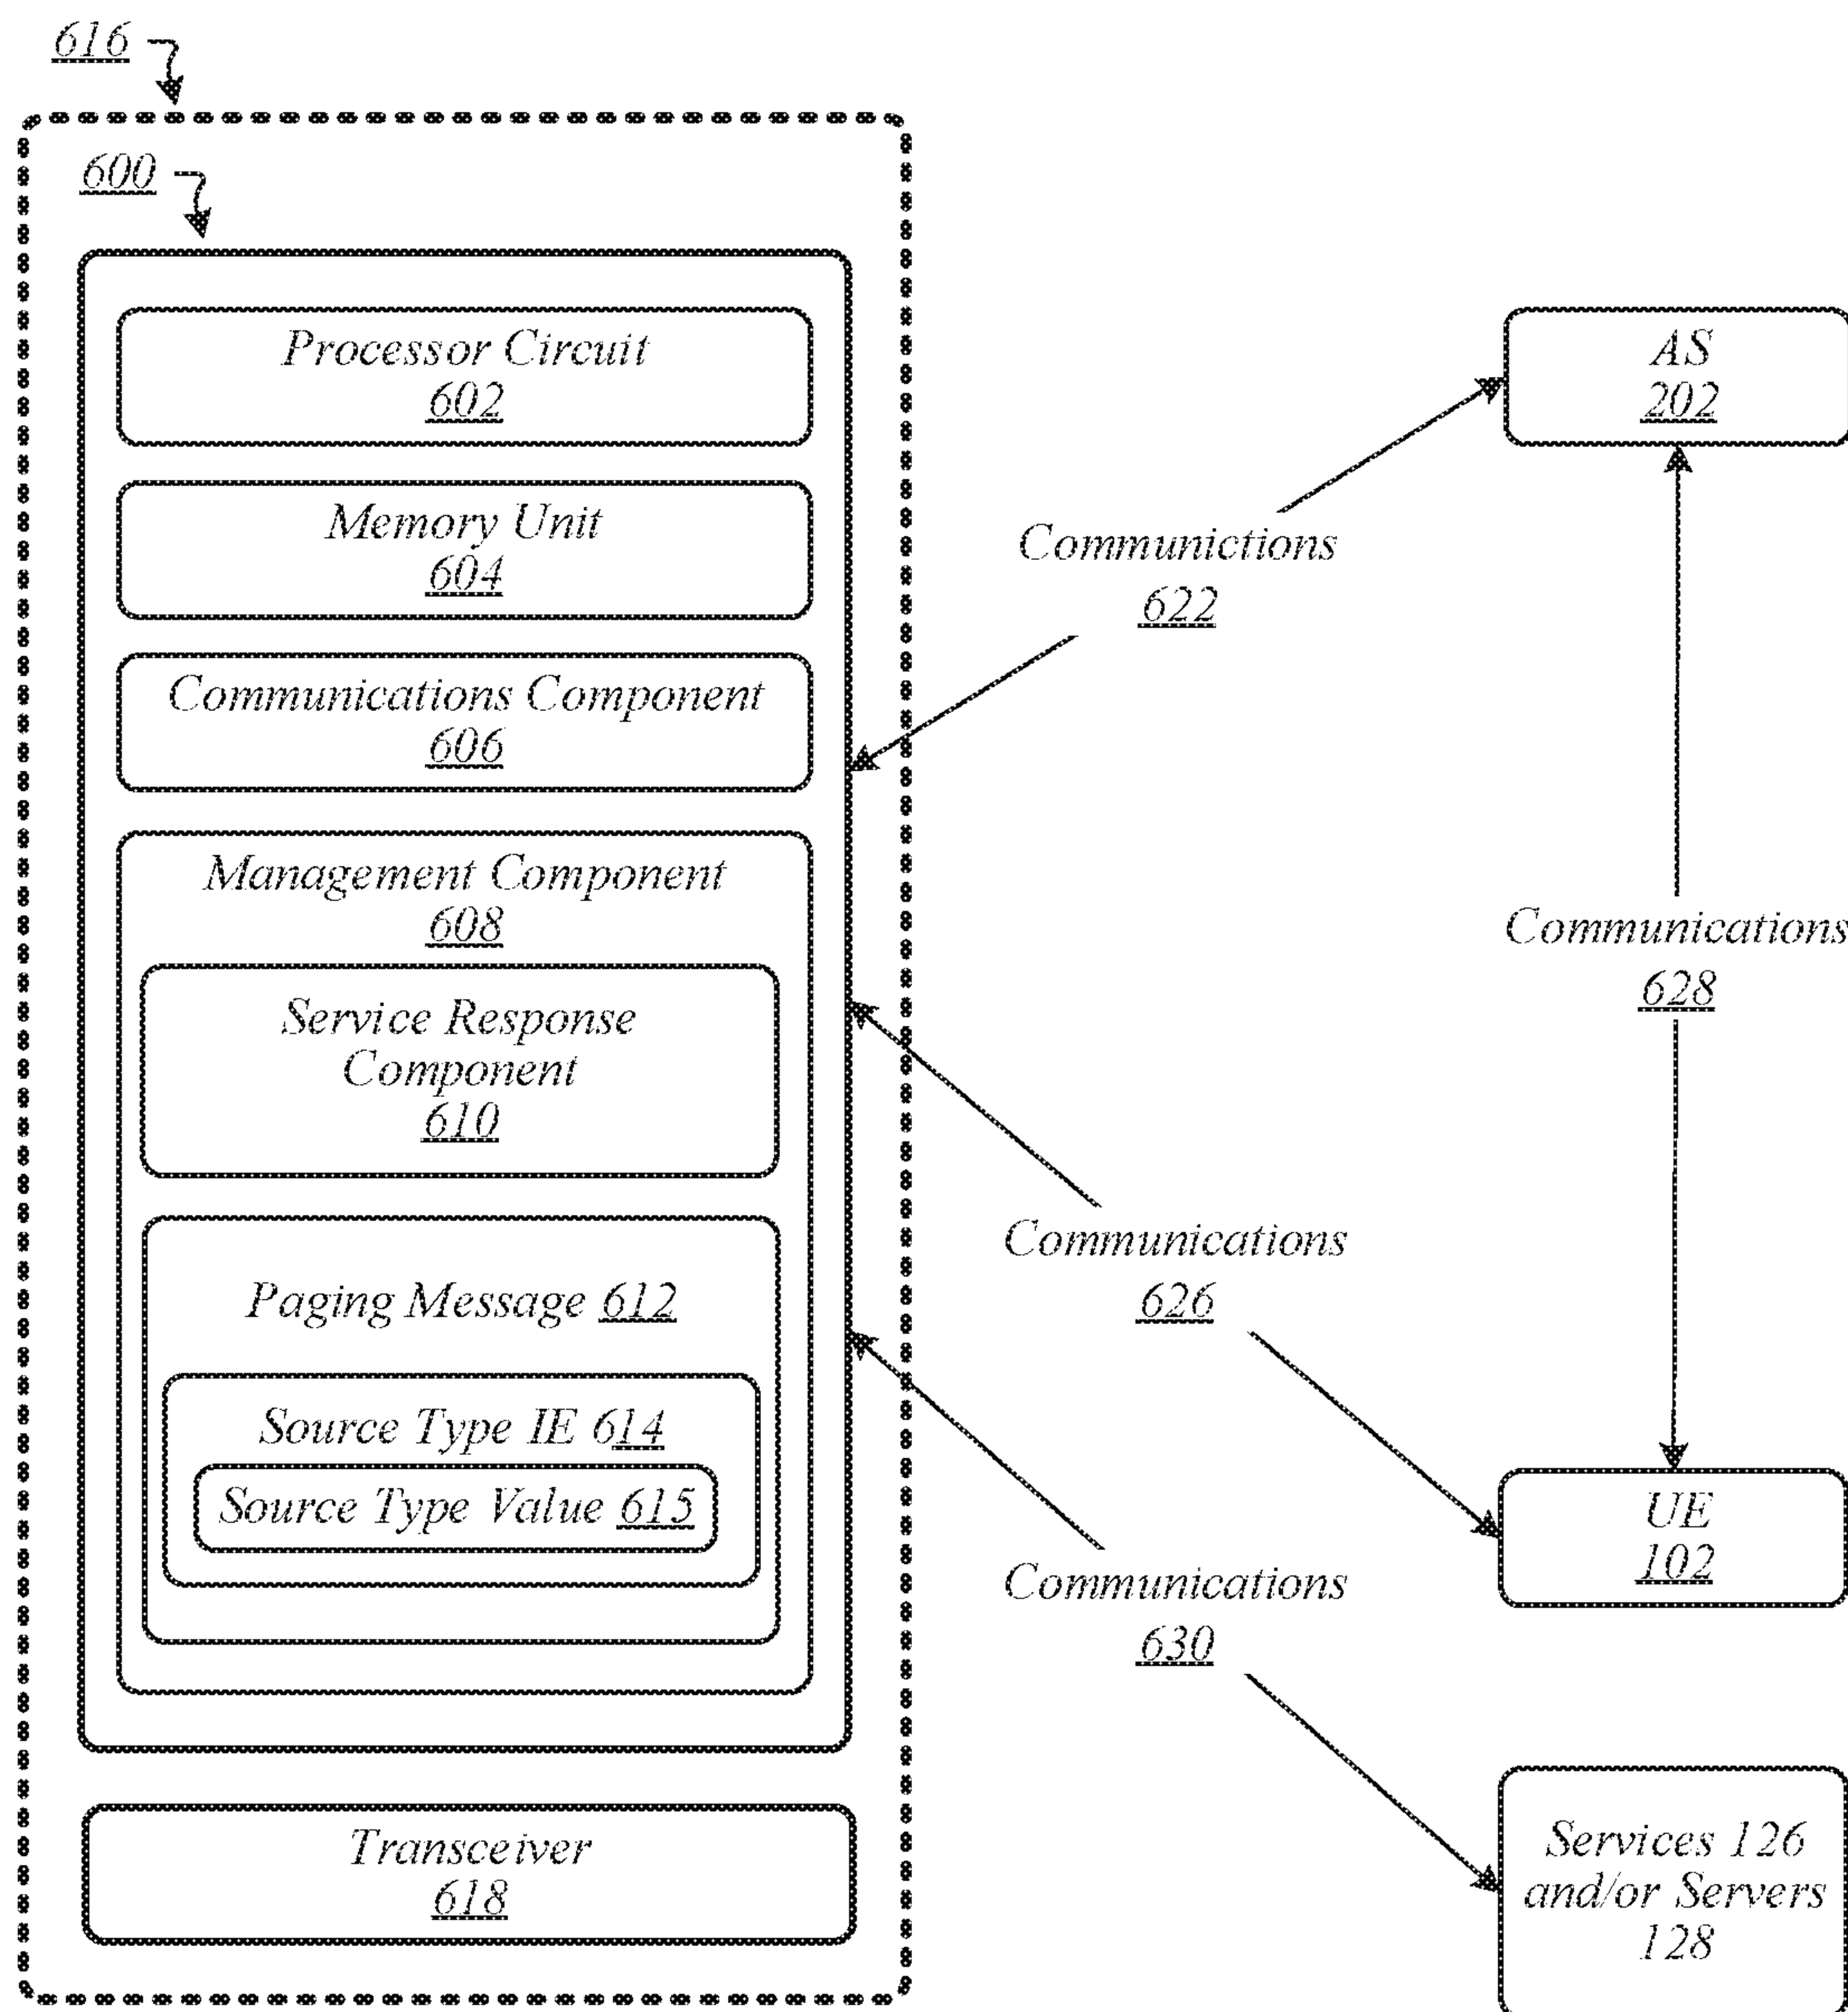 616
600
Processor Circuit
602
Memory Unit
604
Communications Component
606
Management Component
608
Service Response
Component
610
Paging Message 612
Source Type IE 614
Source Type Value 615
Transceiver
618
Communictions
622
Communications
626
Communications
630
AS
202
Communications
628
UE
102
Services 126
and/or Servers
128